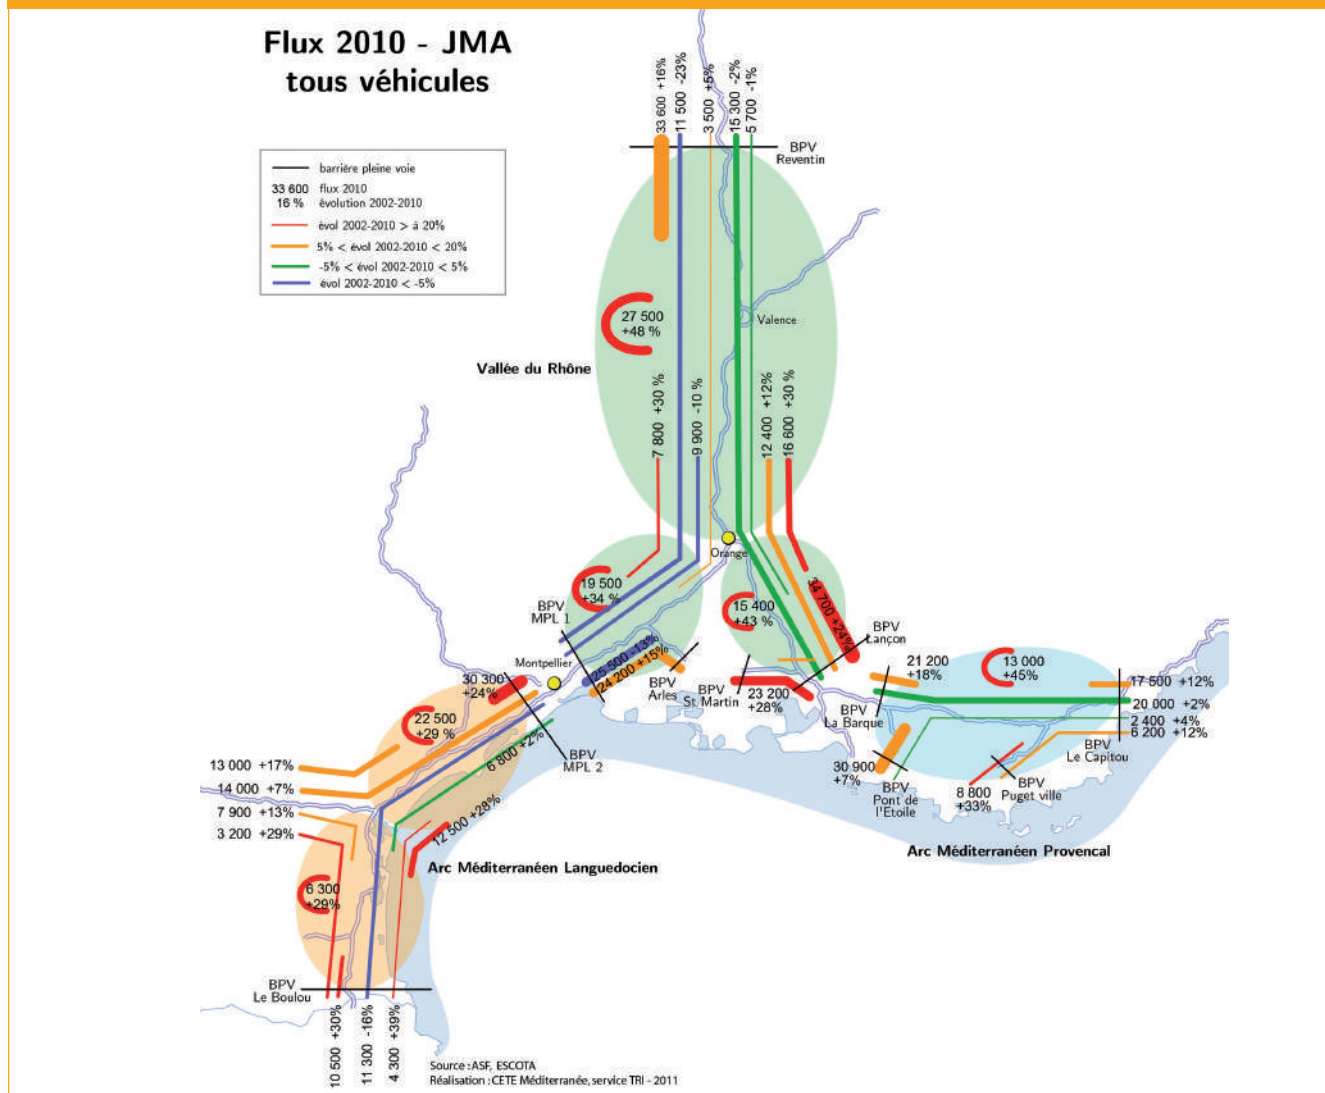 Flux 2010 - JMA
tous véhicules
barrière pleine voie
33 600 flux 2010
16 % évolution 2002-2010
évol 2002-2010 > à 20%
5% < évol 2002-2010 < 20%
-5% < évol 2002-2010 < 5%
évol 2002-2010 < -5%
33 600 +16%
11 500 -23%
3 500 +5%
15 300 -2%
5 700 -1%
BPV
Reventin
27 500
+48 %
Valence
Vallée du Rhône
7 800 +30 %
9 900 -10 %
12 400 +12%
16 600 +30 %
Orange
19 500
+34 %
15 400
+43 %
34 700 +24%
BPV
MPL 1
BPV
Lançon
Montpellier
25 500 -13%
24 200 +15%
BPV
Arles
BPV
St Martin
23 200
+28%
21 200
+18%
13 000
+45%
17 500 +12%
20 000 +2%
2 400 +4%
6 200 +12%
BPV
La Barque
BPV
Le Capitou
30 300
+24%
22 500
+29 %
6 800 +2%
BPV
MPL 2
30 900
+7%
BPV
Pont de
l'Etoile
8 800
+33%
BPV
Puget ville
13 000 +17%
14 000 +7%
7 900 +13%
3 200 +29%
12 500 +28%
Arc Méditerranéen Languedocien
Arc Méditerranéen Provencal
6 300
+29%
BPV
Le Boulou
10 500 +30%
11 300 -16%
4 300 +39%
Source : ASF, ESCOTA
Réalisation : CETE Méditerranée, service TRI - 2011